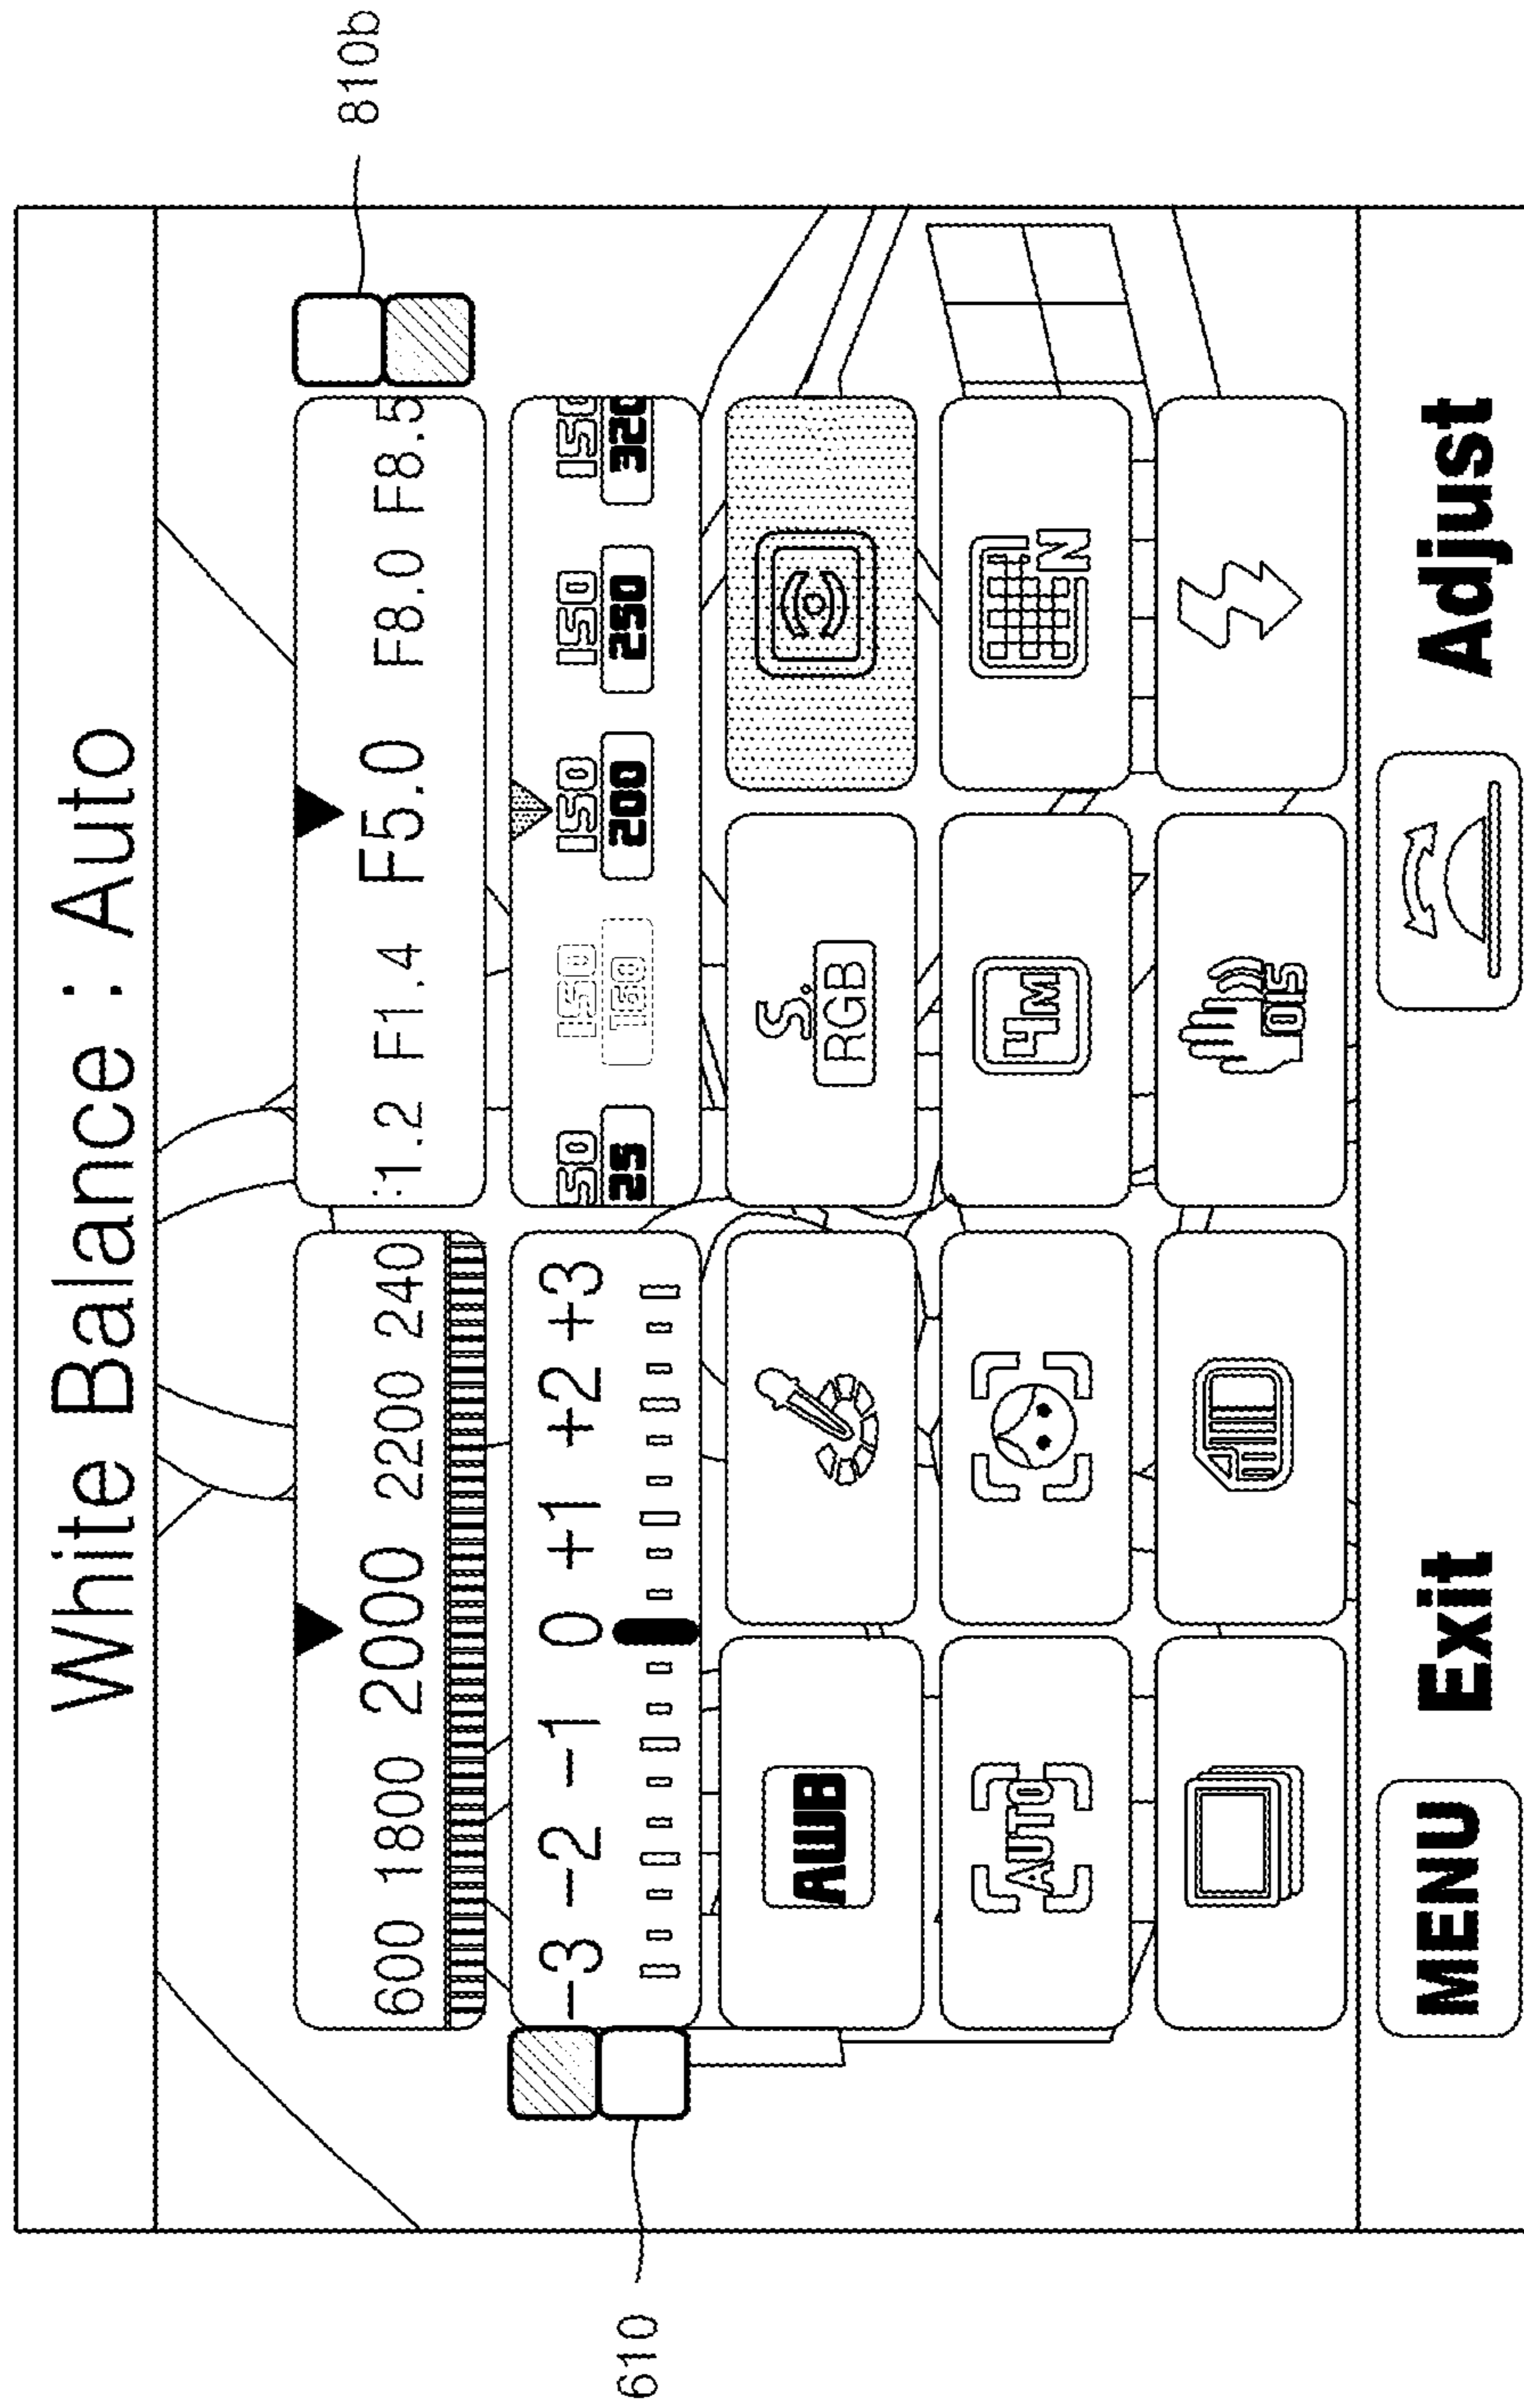 White Balance : Auto
600 1800 2000 2200 240 :1.2 F1.4 F5.0 F8.0 F8.5
810b
-3 -2 -1 0 +1 +2 +3
SO ISO ISO ISO ISO
25 160 200 250 320
610
AWB
S.
RGB
AUTO
4M
N
OIS
MENU Exit Adjust